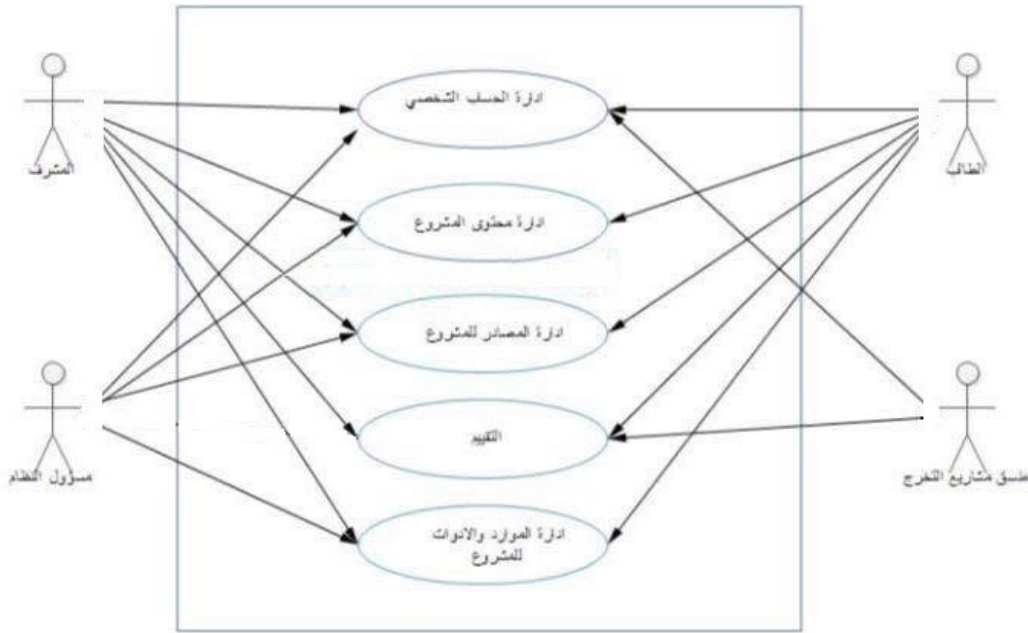 ادارة الحساب الشخصي
المشرف
الطالب
ادارة محتوى المشروع
ادارة المصادر للمشروع
التقييم
مسؤول النظام
منسق مشاريع التخرج
ادارة الموارد والادوات
للمشروع